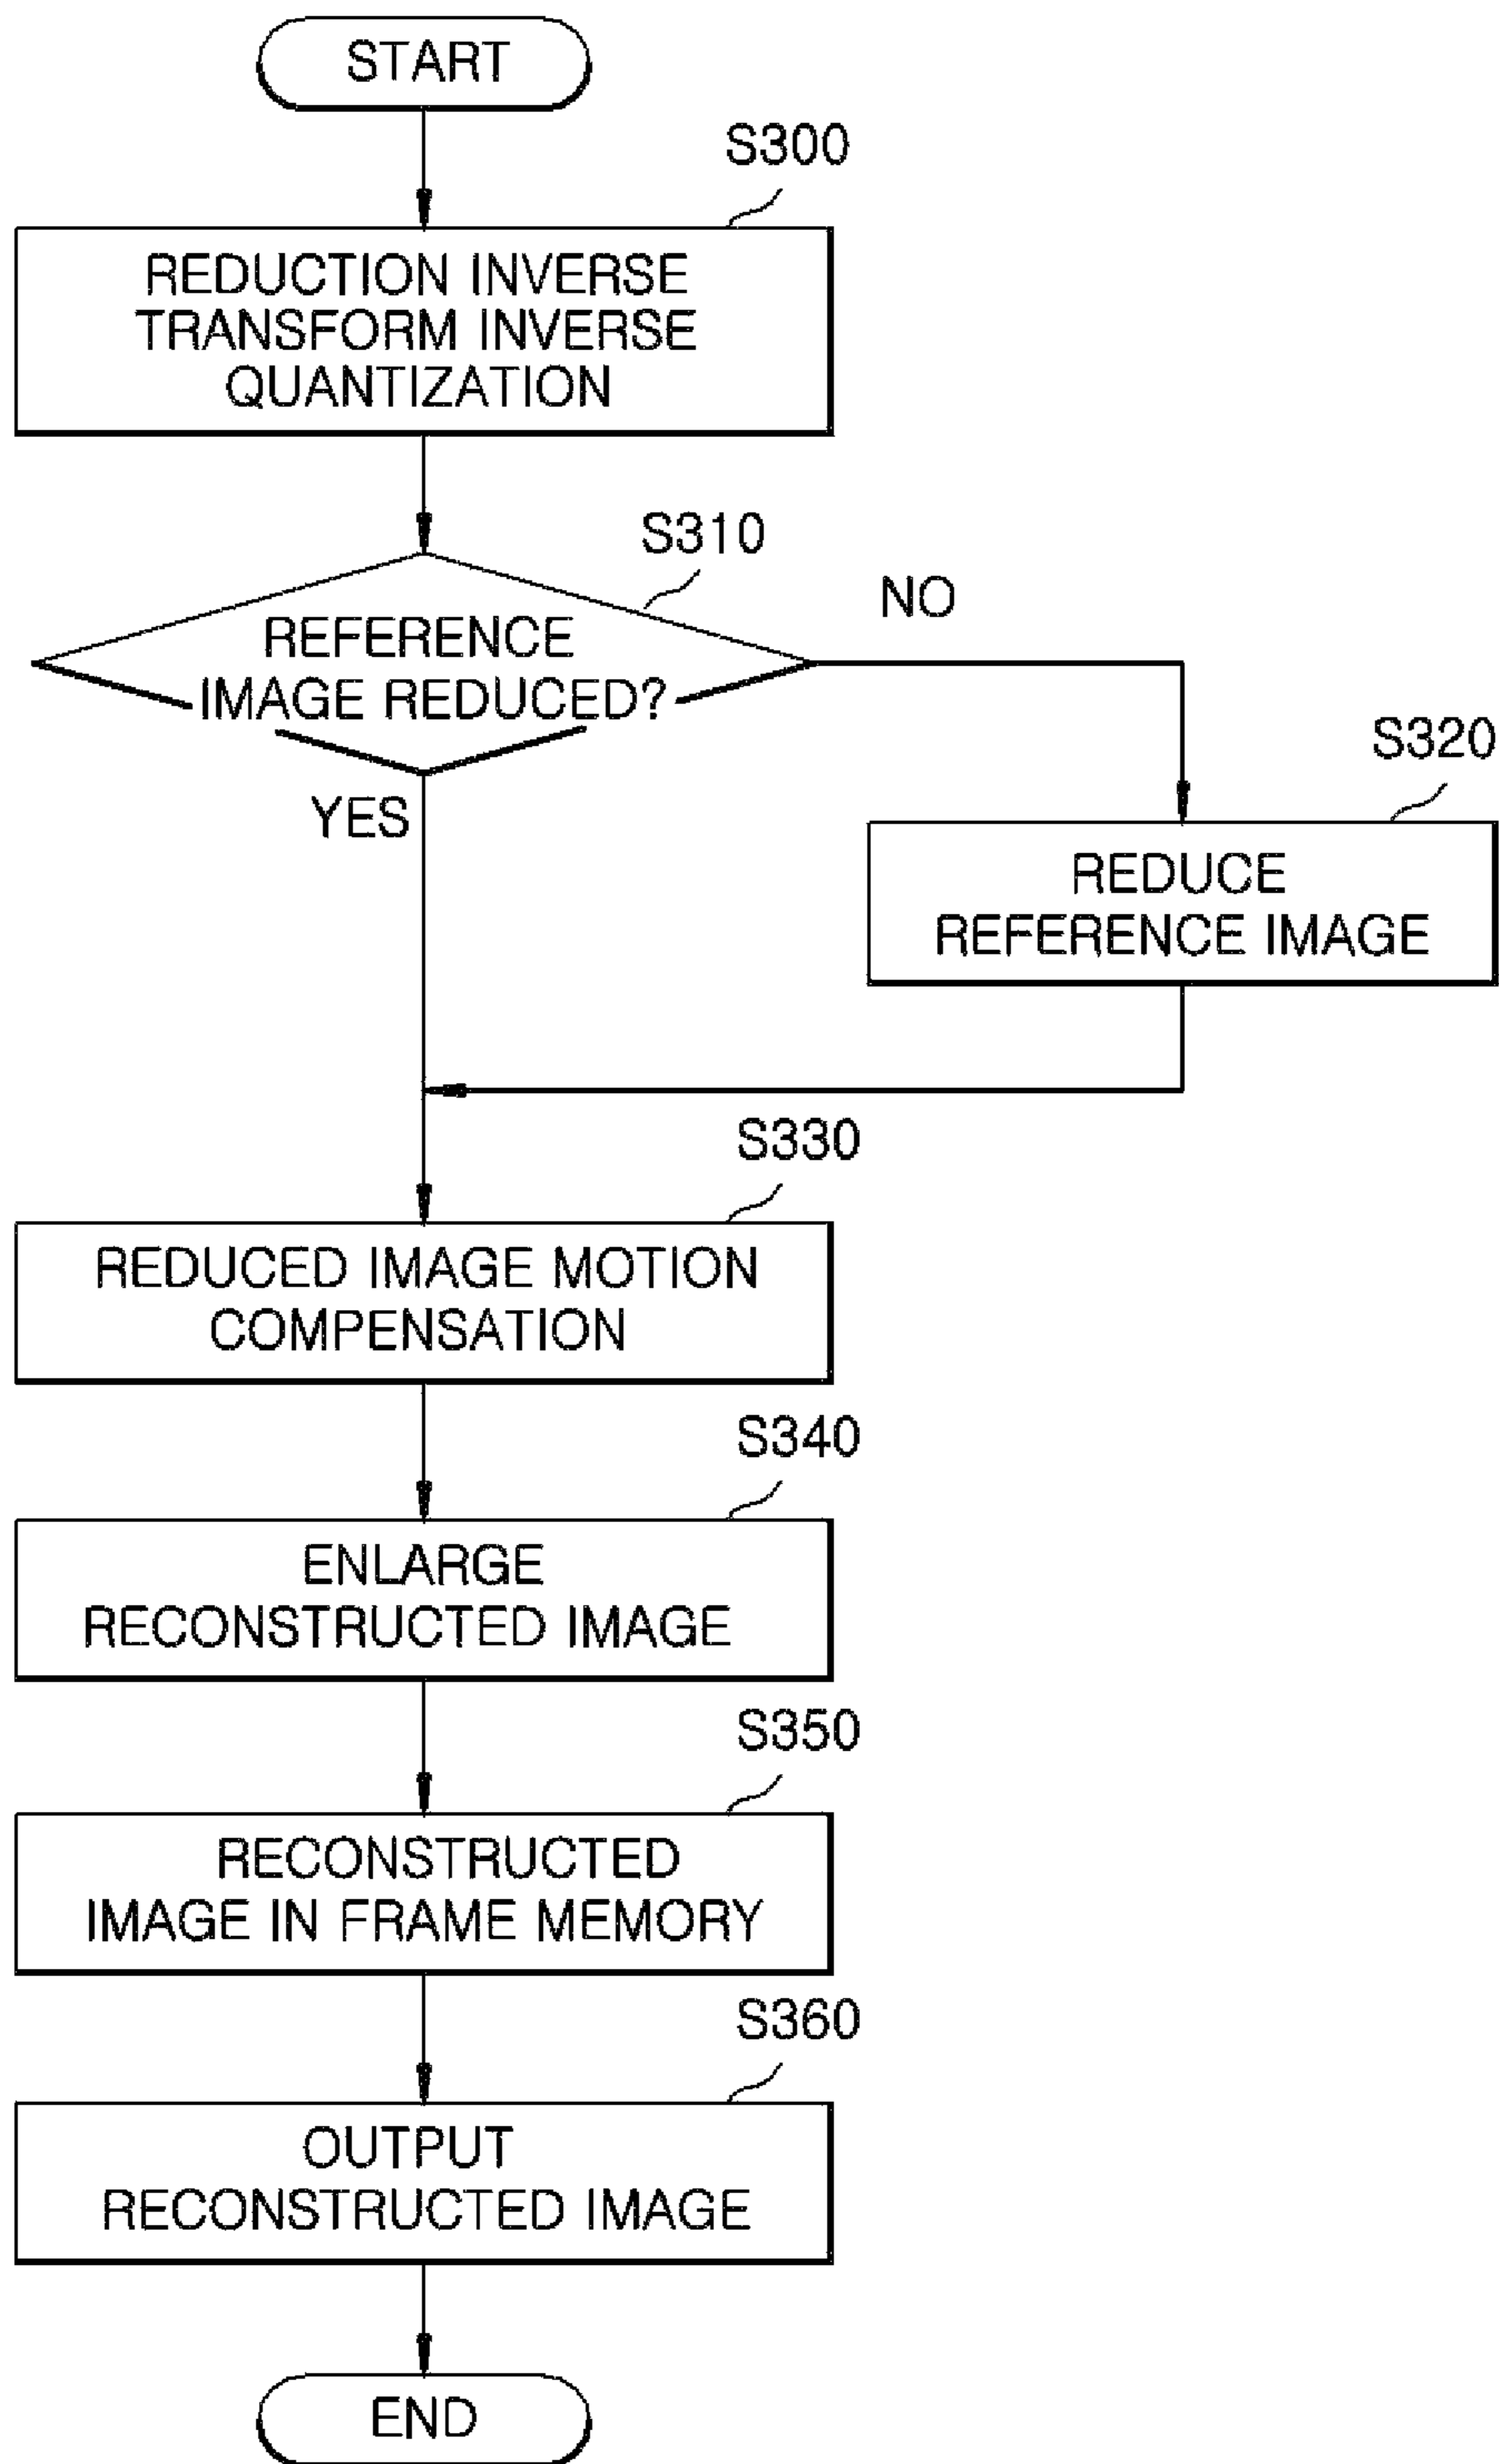 START
S300
REDUCTION INVERSE
TRANSFORM INVERSE
QUANTIZATION
S310
NO
REFERENCE
IMAGE REDUCED?
YES
S320
REDUCE
REFERENCE IMAGE
S330
REDUCED IMAGE MOTION
COMPENSATION
S340
ENLARGE
RECONSTRUCTED IMAGE
S350
RECONSTRUCTED
IMAGE IN FRAME MEMORY
S360
OUTPUT
RECONSTRUCTED IMAGE
END